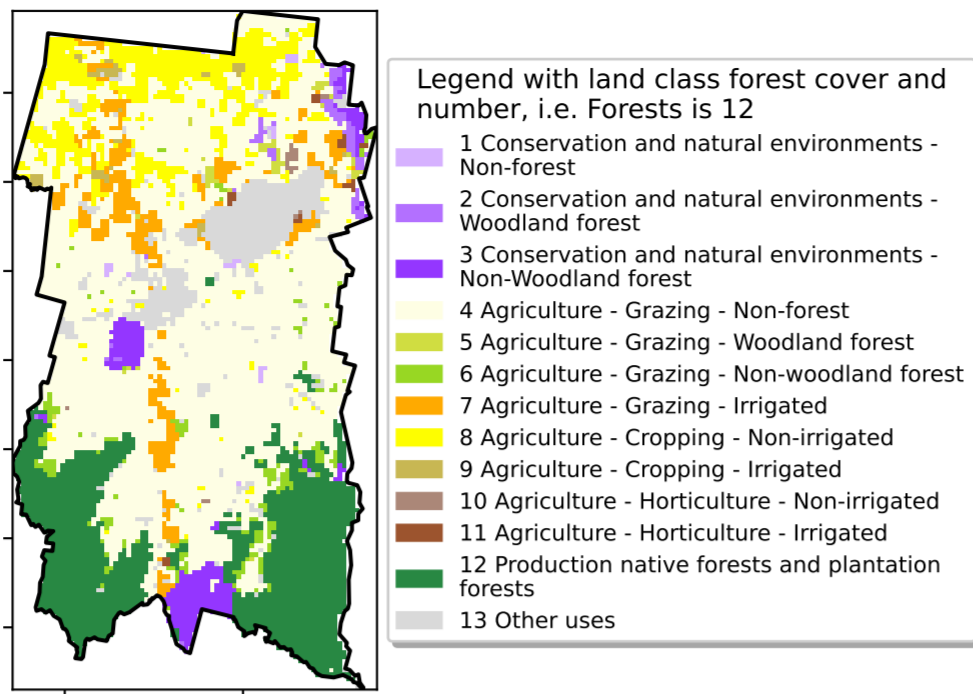 Legend with land class forest cover and
number, i.e. Forests is 12
1 Conservation and natural environments -
Non-forest
2 Conservation and natural environments -
Woodland forest
3 Conservation and natural environments -
Non-Woodland forest
4 Agriculture - Grazing - Non-forest
5 Agriculture - Grazing - Woodland forest
6 Agriculture - Grazing - Non-woodland forest
7 Agriculture - Grazing - Irrigated
8 Agriculture - Cropping - Non-irrigated
9 Agriculture - Cropping - Irrigated
10 Agriculture - Horticulture - Non-irrigated
11 Agriculture - Horticulture - Irrigated
12 Production native forests and plantation
forests
13 Other uses